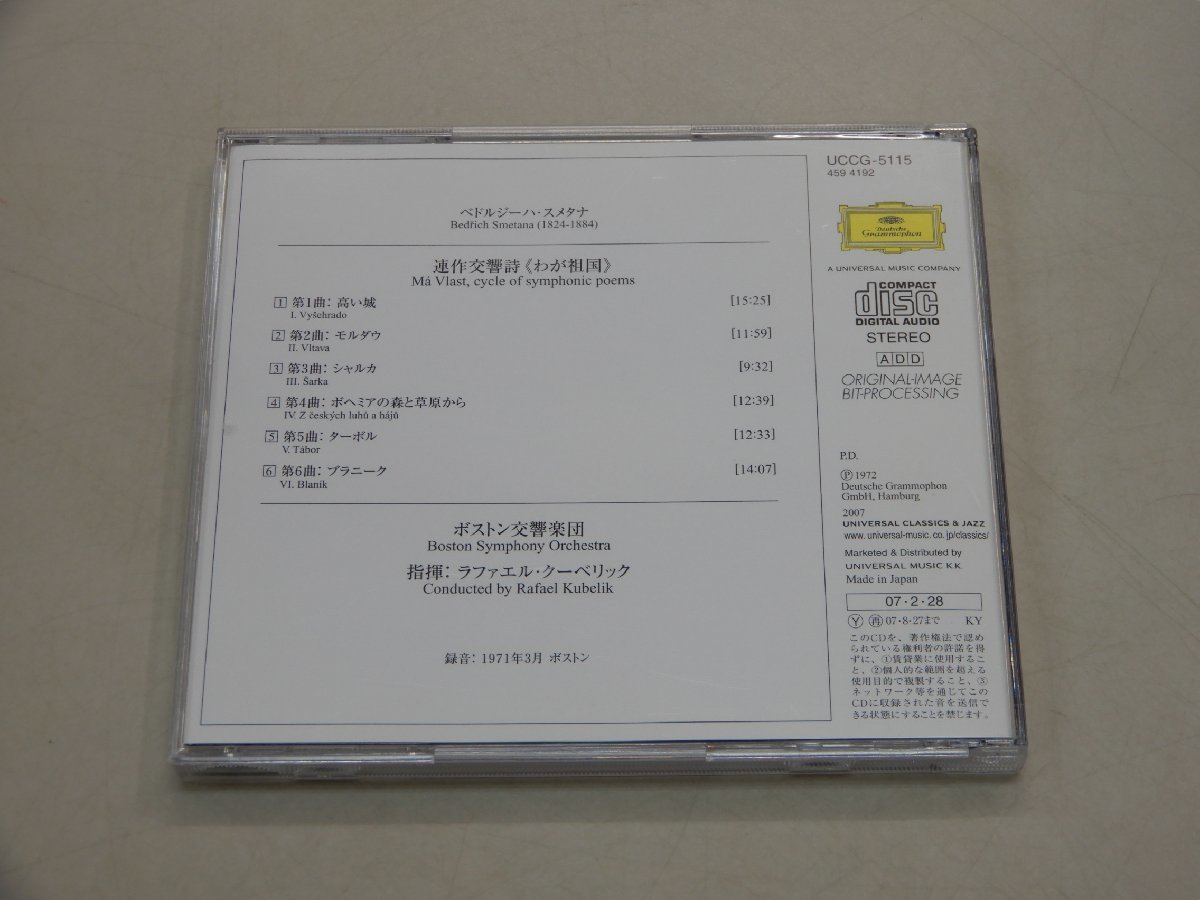 ベドルジーハ・スメタナ
Bedřich Smetana (1824-1884)
連作交響詩《わが祖国》
Má Vlast, cycle of symphonic poems
1 第1曲: 高い城 [15:25]
I. Vyšehrado
2 第2曲: モルダウ [11:59]
II. Vltava
3 第3曲: シャルカ [9:32]
III. Šarka
4 第4曲: ボヘミアの森と草原から [12:39]
IV. Z českých luhů a hájů
5 第5曲: ターボル [12:33]
V. Tábor
6 第6曲: ブラニーク [14:07]
VI. Blaník
ボストン交響楽団
Boston Symphony Orchestra
指揮: ラファエル・クーベリック
Conducted by Rafael Kubelik
録音: 1971年3月 ボストン
UCCG-5115
459 4192
Deutsche
Grammophon
A UNIVERSAL MUSIC COMPANY
COMPACT
disc
DIGITAL AUDIO
STEREO
ADD
ORIGINAL-IMAGE
BIT-PROCESSING
P.D.
Ⓟ 1972
Deutsche Grammophon
GmbH, Hamburg
2007
UNIVERSAL CLASSICS & JAZZ
www.universal-music.co.jp/classics/
Marketed & Distributed by
UNIVERSAL MUSIC K.K.
Made in Japan
07・2・28
Ⓨ ㊢07・8・27まで KY
このCDを、著作権法で認め
られている権利者の許諾を得
ずに、①賃貸業に使用するこ
と、②個人的な範囲を超える
使用目的で複製すること、③
ネットワーク等を通じてこの
CDに収録された音を送信で
きる状態にすることを禁じます。